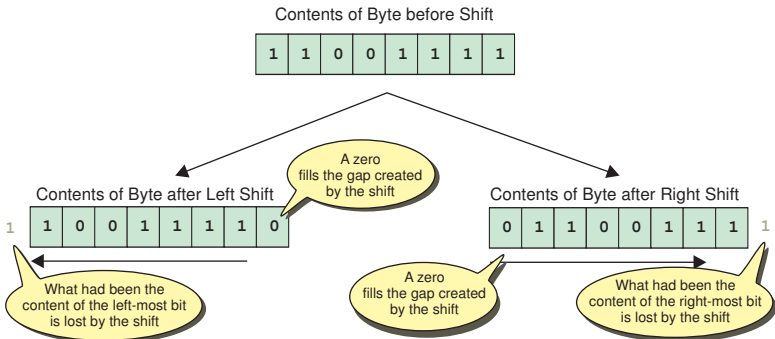 Contents of Byte before Shift
1 1 0 0 1 1 1 1
A zero
fills the gap created
by the shift
Contents of Byte after Left Shift
1 1 0 0 1 1 1 1 0
What had been the
content of the left-most bit
is lost by the shift
Contents of Byte after Right Shift
0 1 1 0 0 1 1 1 1
A zero
fills the gap created
by the shift
What had been the
content of the right-most bit
is lost by the shift